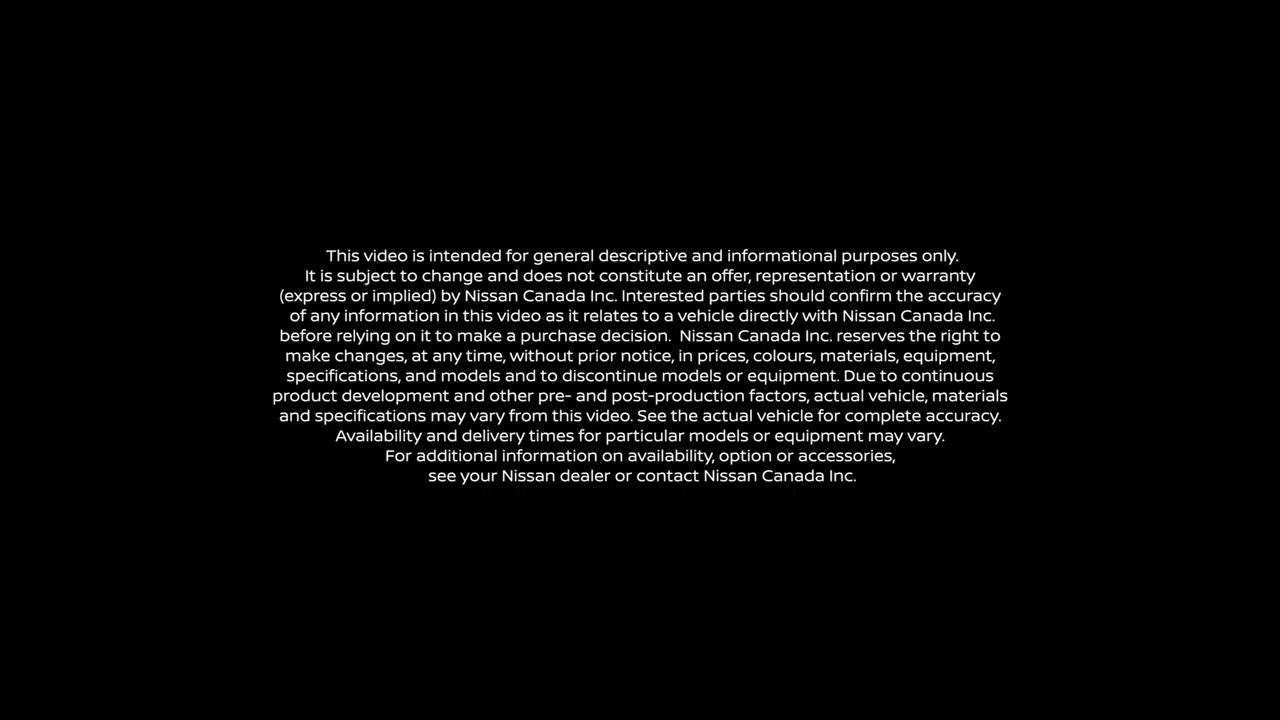 This video is intended for general descriptive and informational purposes only.
It is subject to change and does not constitute an offer, representation or warranty
(express or implied) by Nissan Canada Inc. Interested parties should confirm the accuracy
of any information in this video as it relates to a vehicle directly with Nissan Canada Inc.
before relying on it to make a purchase decision.  Nissan Canada Inc. reserves the right to
make changes, at any time, without prior notice, in prices, colours, materials, equipment,
specifications, and models and to discontinue models or equipment. Due to continuous
product development and other pre- and post-production factors, actual vehicle, materials
and specifications may vary from this video. See the actual vehicle for complete accuracy.
Availability and delivery times for particular models or equipment may vary.
For additional information on availability, option or accessories,
see your Nissan dealer or contact Nissan Canada Inc.